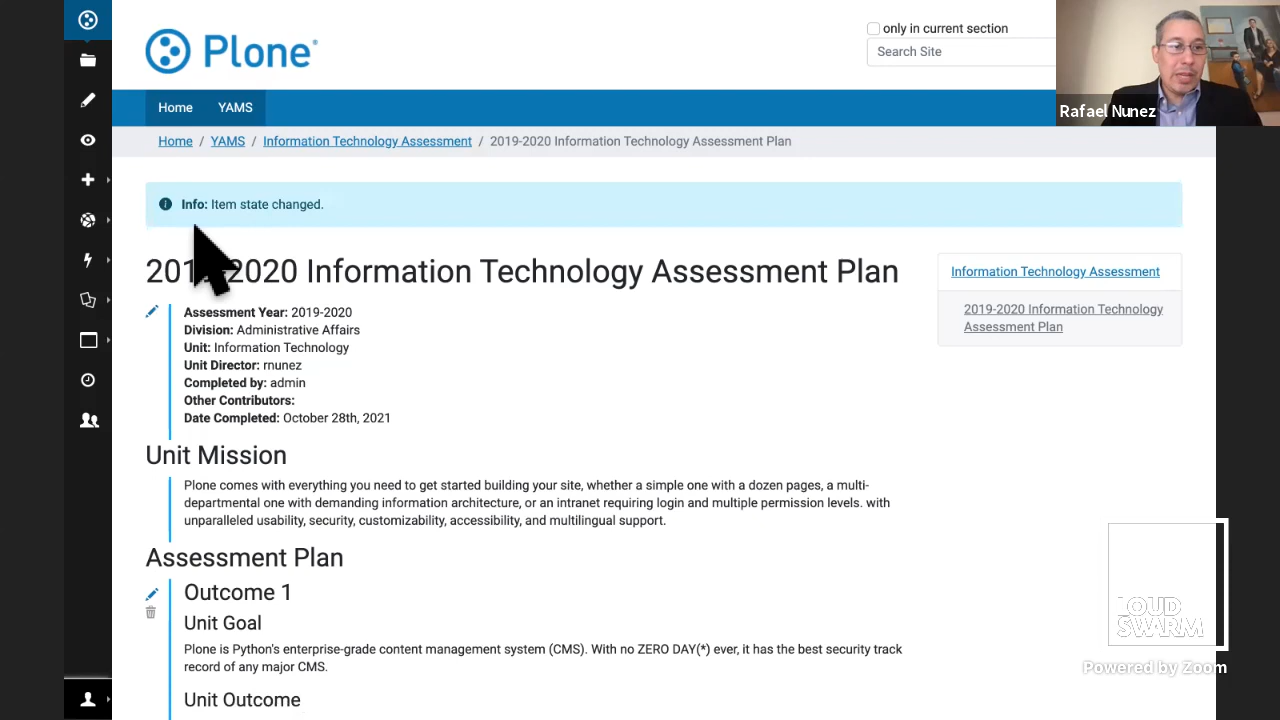 Plone®
only in current section
Search Site
Rafael Nunez
Home YAMS
Home / YAMS / Information Technology Assessment / 2019-2020 Information Technology Assessment Plan
Info: Item state changed.
2019-2020 Information Technology Assessment Plan
Assessment Year: 2019-2020
Division: Administrative Affairs
Unit: Information Technology
Unit Director: rnunez
Completed by: admin
Other Contributors:
Date Completed: October 28th, 2021
Information Technology Assessment
2019-2020 Information Technology
Assessment Plan
Unit Mission
Plone comes with everything you need to get started building your site, whether a simple one with a dozen pages, a multi-
departmental one with demanding information architecture, or an intranet requiring login and multiple permission levels. with
unparalleled usability, security, customizability, accessibility, and multilingual support.
Assessment Plan
Outcome 1
Unit Goal
Plone is Python's enterprise-grade content management system (CMS). With no ZERO DAY(*) ever, it has the best security track
record of any major CMS.
Unit Outcome
LOUD
SWARM
Powered by Zoom